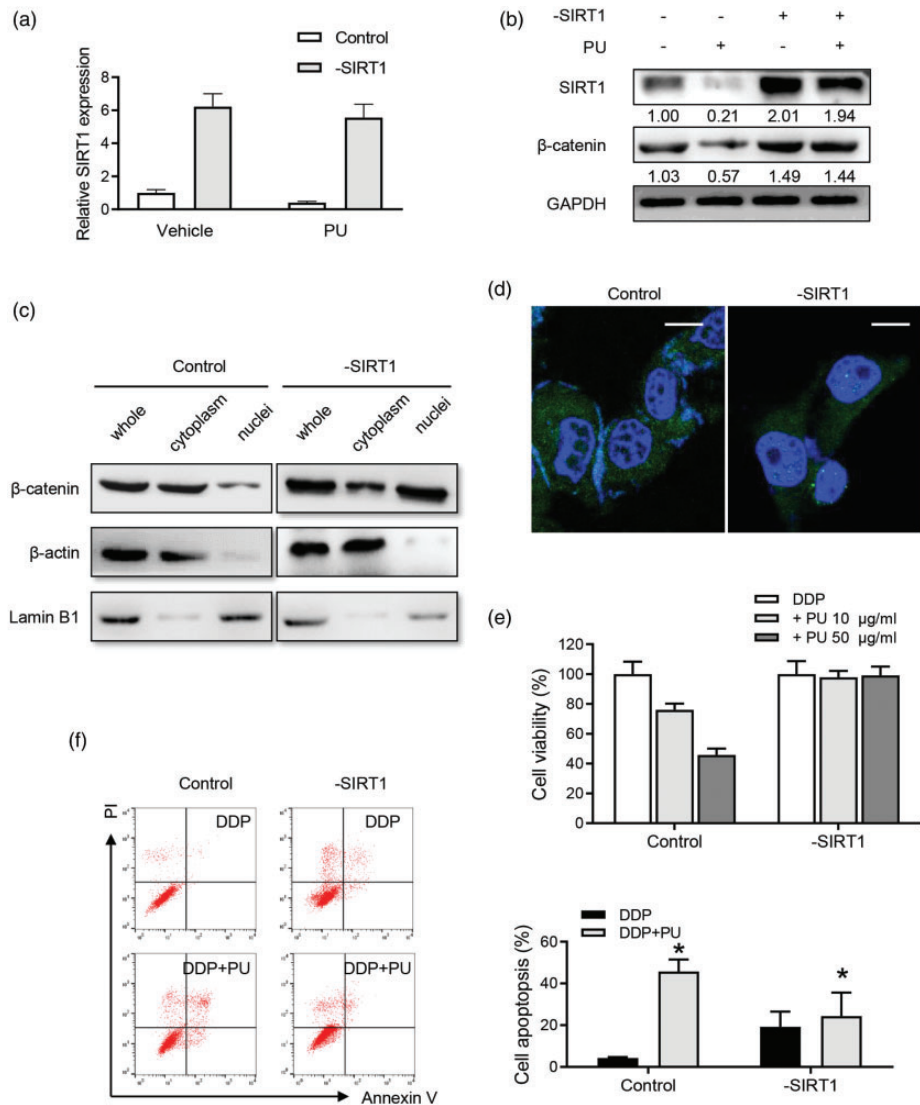 (a)
Control
-SIRT1
Relative SIRT1 expression
8
6
4
2
0
Vehicle PU
(b)
-SIRT1 - - + +
PU - + - +
SIRT1
1.00 0.21 2.01 1.94
β-catenin
1.03 0.57 1.49 1.44
GAPDH
(c)
Control -SIRT1
whole cytoplasm nuclei whole cytoplasm nuclei
β-catenin
β-actin
Lamin B1
(d)
Control -SIRT1
(e)
DDP
+ PU 10 µg/ml
+ PU 50 µg/ml
Cell viability (%)
120
100
80
60
40
20
0
Control -SIRT1
(f)
Control -SIRT1
PI
DDP DDP
DDP+PU DDP+PU
Annexin V
DDP
DDP+PU
Cell apoptopsis (%)
60
40
20
0
* *
Control -SIRT1